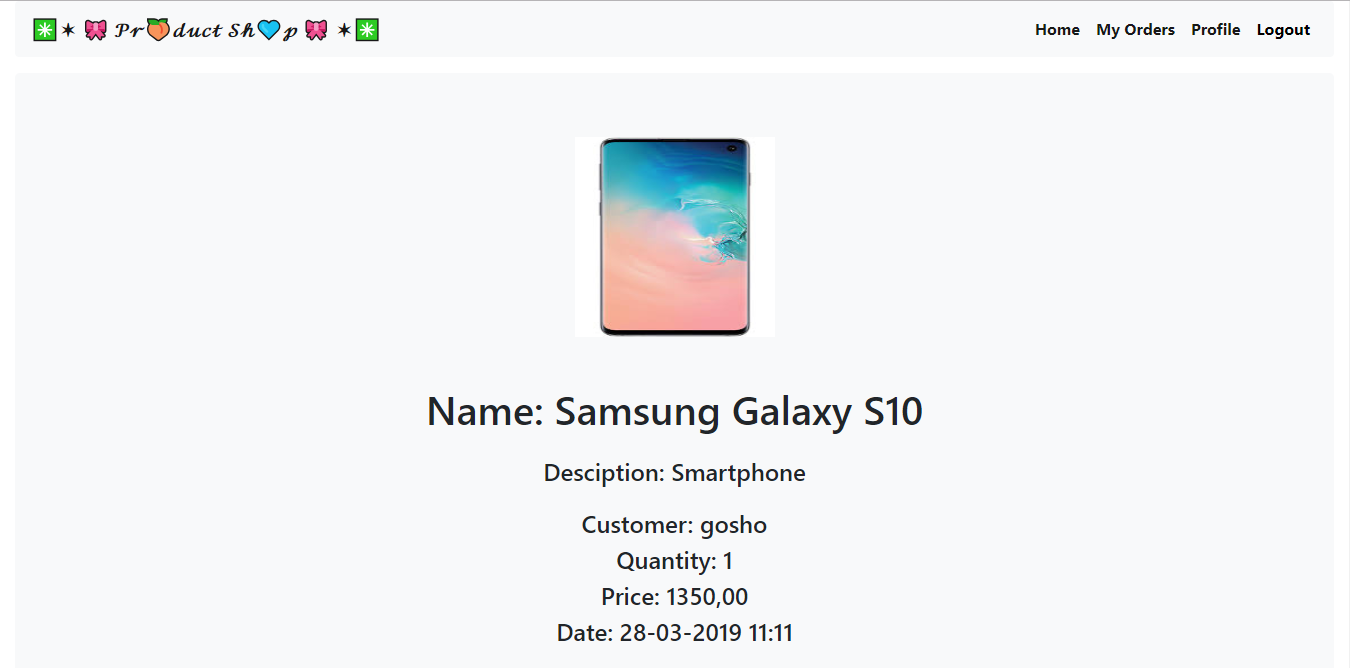 ✳️✶ 🎀 𝒫𝓇🍑𝒹𝓊𝒸𝓉 𝒮𝒽💙𝓅 🎀 ✶✳️
Home My Orders Profile Logout
Name: Samsung Galaxy S10
Desciption: Smartphone
Customer: gosho
Quantity: 1
Price: 1350,00
Date: 28-03-2019 11:11